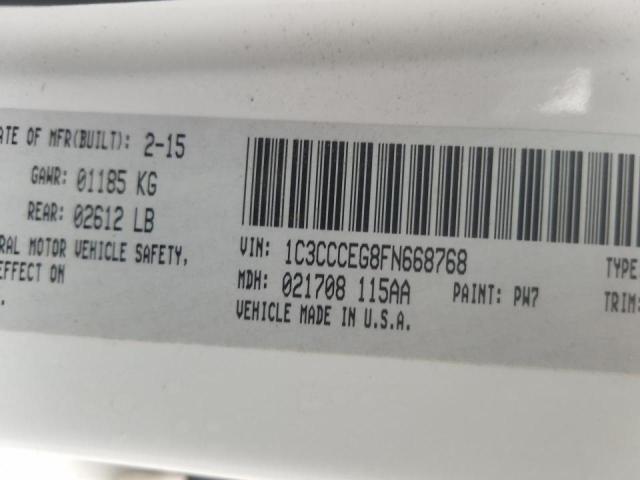 ATE OF MFR(BUILT): 2-15
GAWR: 01185 KG
REAR: 02612 LB
RAL MOTOR VEHICLE SAFETY,
EFFECT ON
VIN: 1C3CCCEG8FN668768
TYPE
MDH: 021708 115AA PAINT: PW7
TRIM:
VEHICLE MADE IN U.S.A.